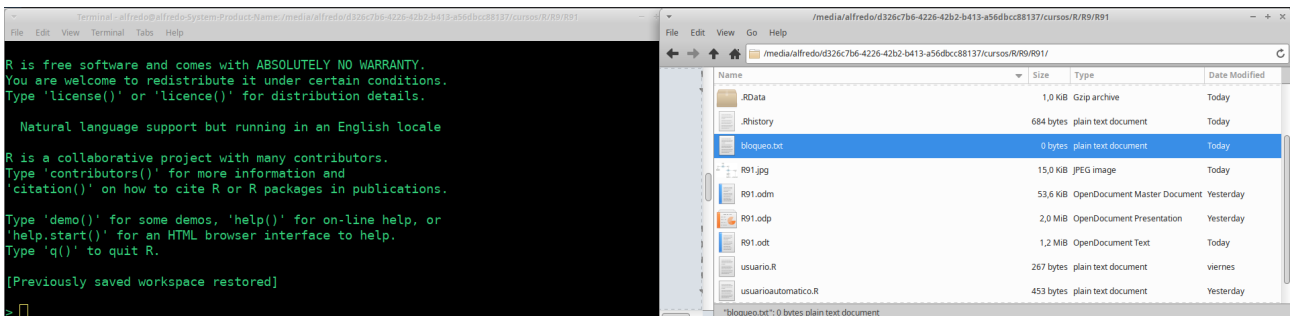 Terminal - alfredo@alfredo-System-Product-Name: /media/alfredo/d326c7b6-4226-42b2-b413-a56dbcc88137/cursos/R/R9/R91
File Edit View Terminal Tabs Help
R is free software and comes with ABSOLUTELY NO WARRANTY.
You are welcome to redistribute it under certain conditions.
Type 'license()' or 'licence()' for distribution details.
Natural language support but running in an English locale
R is a collaborative project with many contributors.
Type 'contributors()' for more information and
'citation()' on how to cite R or R packages in publications.
Type 'demo()' for some demos, 'help()' for on-line help, or
'help.start()' for an HTML browser interface to help.
Type 'q()' to quit R.
[Previously saved workspace restored]
>
/media/alfredo/d326c7b6-4226-42b2-b413-a56dbcc88137/cursos/R/R9/R91
File Edit View Go Help
/media/alfredo/d326c7b6-4226-42b2-b413-a56dbcc88137/cursos/R/R9/R91/
Name Size Type Date Modified
.RData 1,0 KiB Gzip archive Today
.Rhistory 684 bytes plain text document Today
bloqueo.txt 0 bytes plain text document Today
R91.jpg 15,0 KiB JPEG image Today
R91.odm 53,6 KiB OpenDocument Master Document Yesterday
R91.odp 2,0 MiB OpenDocument Presentation Yesterday
R91.odt 1,2 MiB OpenDocument Text Today
usuario.R 267 bytes plain text document viernes
usuarioautomatico.R 453 bytes plain text document Yesterday
"bloqueo.txt": 0 bytes plain text document